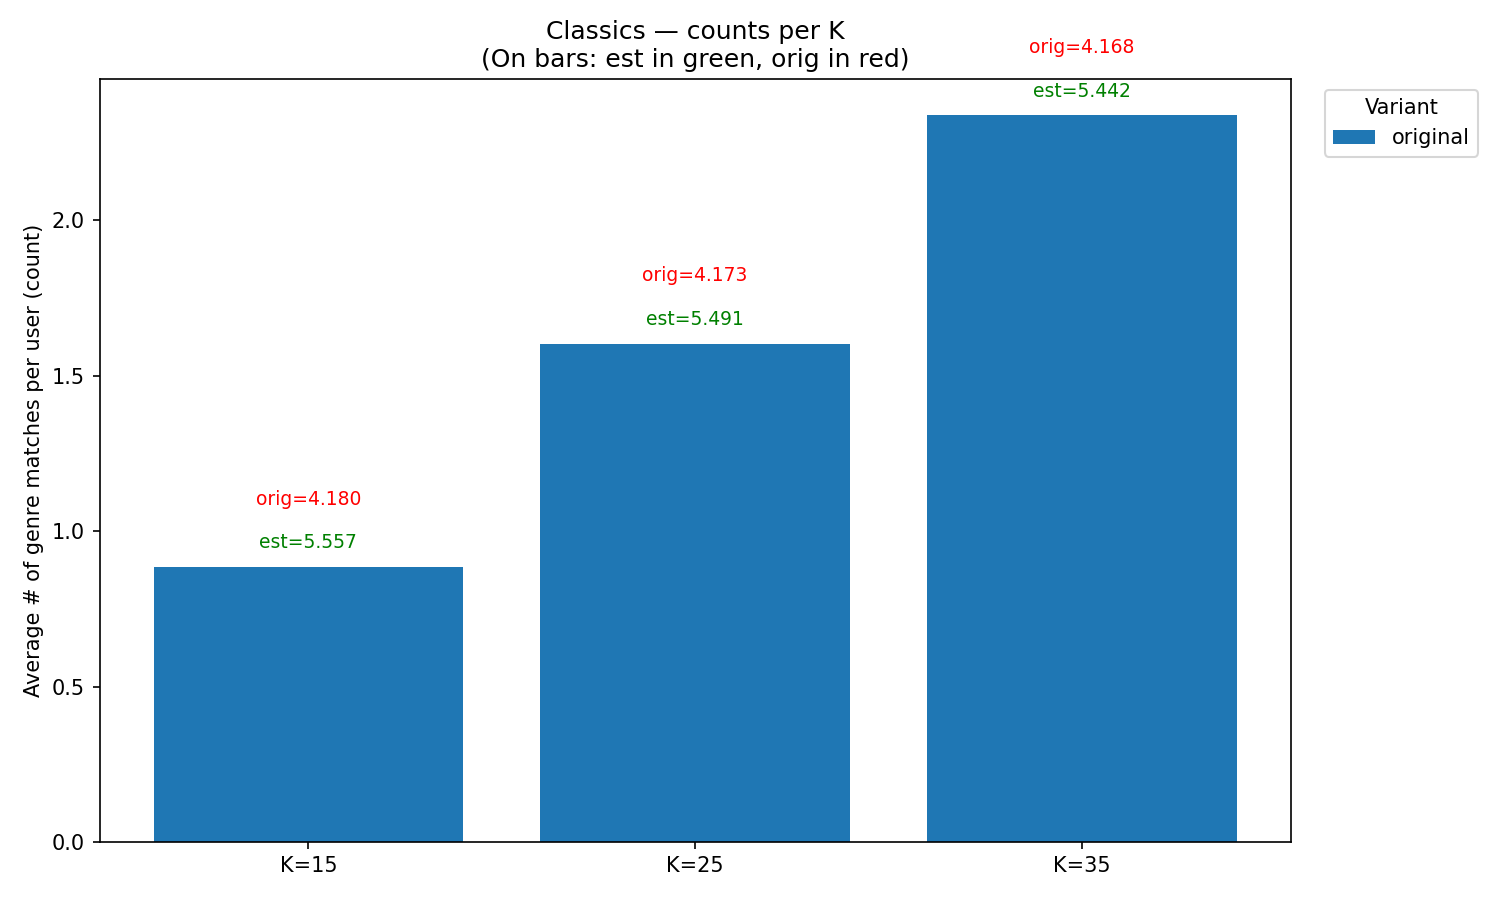 Classics — counts per K
(On bars: est in green, orig in red)
orig=4.168
est=5.442
Variant
original
orig=4.173
est=5.491
orig=4.180
est=5.557
Average # of genre matches per user (count)
2.0
1.5
1.0
0.5
0.0
K=15
K=25
K=35